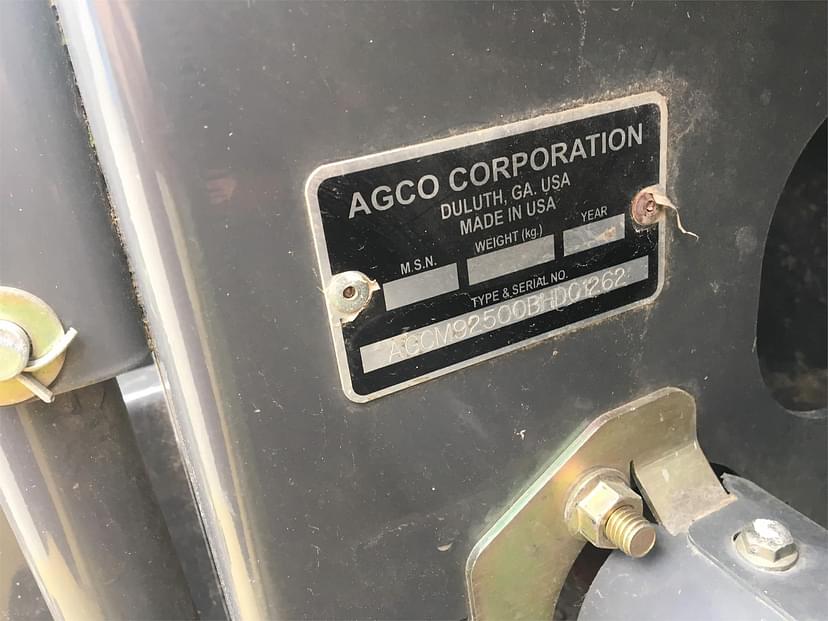 AGCO CORPORATION
DULUTH, GA. USA
MADE IN USA
M.S.N. WEIGHT (kg.) YEAR
TYPE & SERIAL NO.
AGCM92500BHD01262